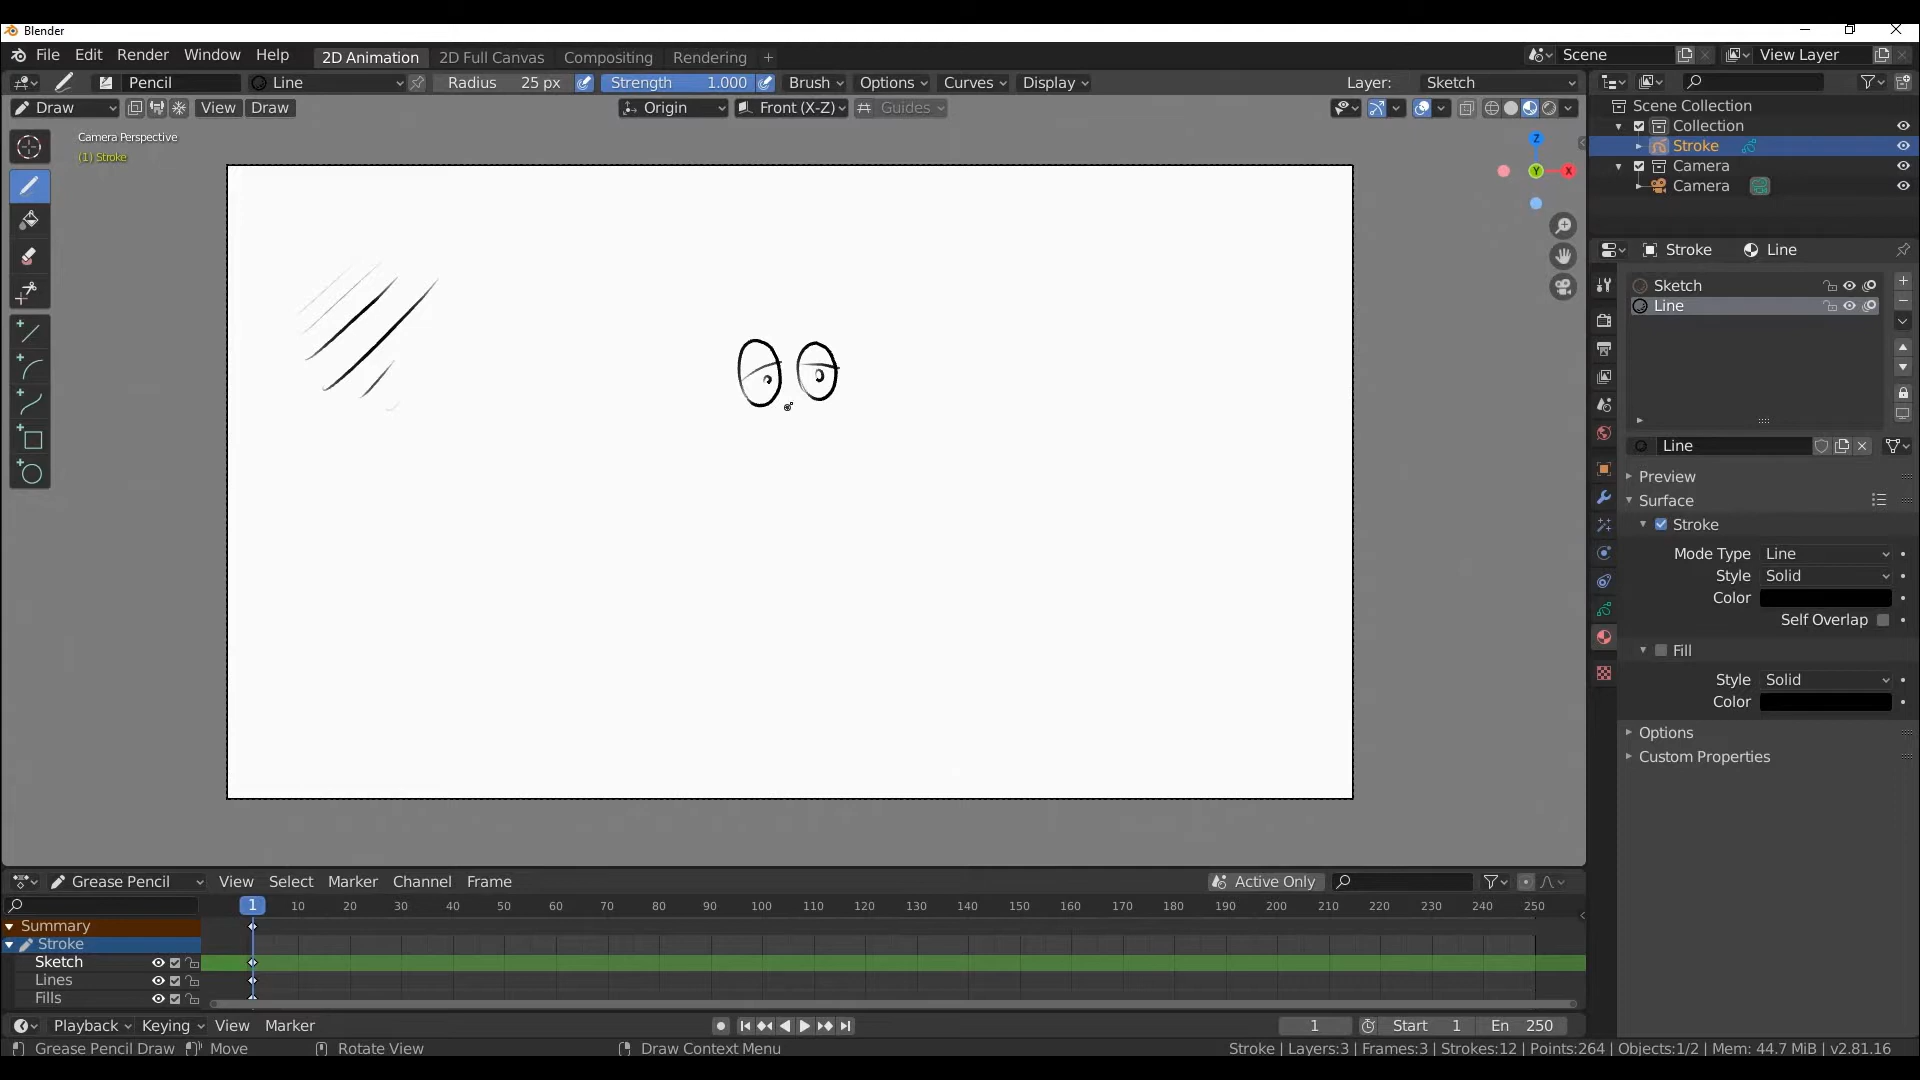 Blender
File Edit Render Window Help 2D Animation 2D Full Canvas Compositing Rendering + Scene View Layer
Pencil Line Radius 25 px Strength 1.000 Brush Options Curves Display Layer: Sketch
Draw View Draw Origin Front (X-Z) Guides
Scene Collection
Collection
Stroke
Camera
Camera
Camera Perspective
(1) Stroke
Z
Y
X
Stroke Line
Sketch
Line
Line
Preview
Surface
Stroke
Mode Type Line
Style Solid
Color
Self Overlap
Fill
Style Solid
Color
Options
Custom Properties
Grease Pencil View Select Marker Channel Frame Active Only
1 10 20 30 40 50 60 70 80 90 100 110 120 130 140 150 160 170 180 190 200 210 220 230 240 250
Summary
Stroke
Sketch
Lines
Fills
Playback Keying View Marker 1 Start 1 En 250
Grease Pencil Draw Move Rotate View Draw Context Menu Stroke | Layers:3 | Frames:3 | Strokes:12 | Points:264 | Objects:1/2 | Mem: 44.7 MiB | v2.81.16